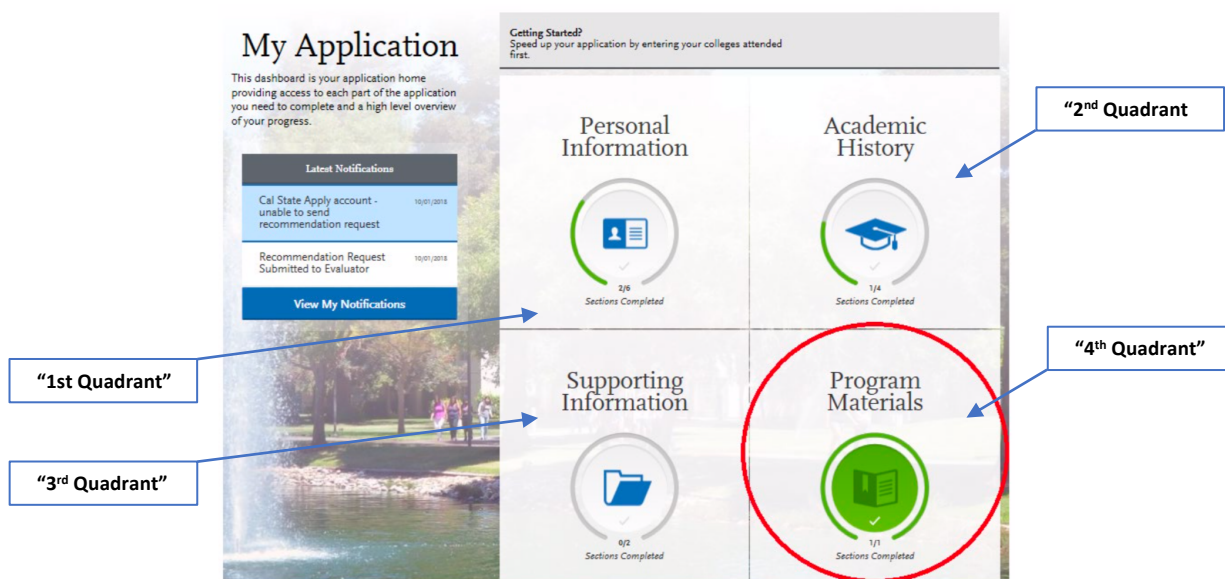 My Application
This dashboard is your application home
providing access to each part of the application
you need to complete and a high level overview
of your progress.
Latest Notifications
Cal State Apply account -
unable to send
recommendation request
10/01/2018
Recommendation Request
Submitted to Evaluator
10/01/2018
View My Notifications
Getting Started?
Speed up your application by entering your colleges attended
first.
Personal
Information
2/6
Sections Completed
Academic
History
1/4
Sections Completed
Supporting
Information
0/2
Sections Completed
Program
Materials
1/1
Sections Completed
“1st Quadrant”
“2nd Quadrant
“3rd Quadrant”
“4th Quadrant”